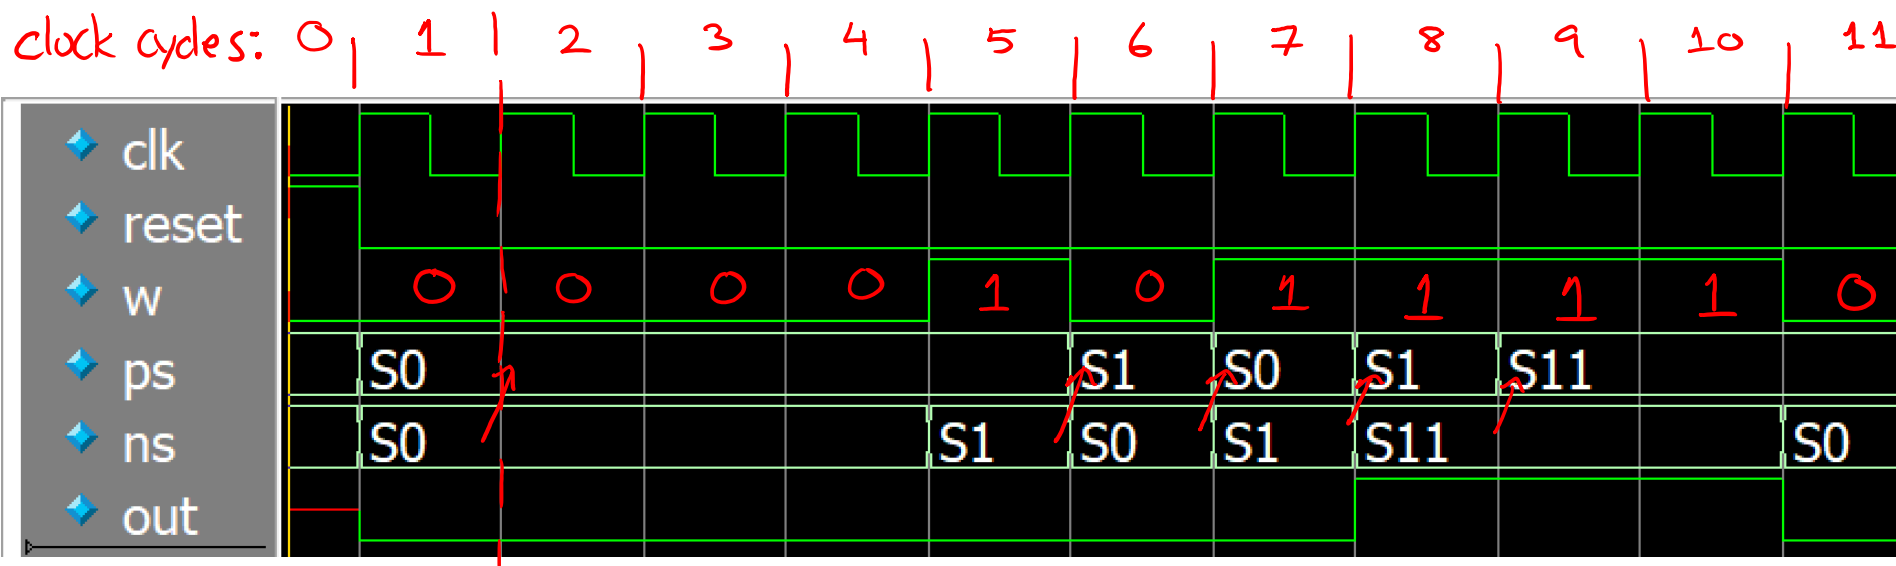 clock cycles: 0 | 1 | 2 | 3 | 4 | 5 | 6 | 7 | 8 | 9 | 10 | 11
clk
reset
w 0 0 0 0 1 0 1 1 1 1 0
ps S0 S1 S0 S1 S11
ns S0 S1 S0 S1 S11 S0
out